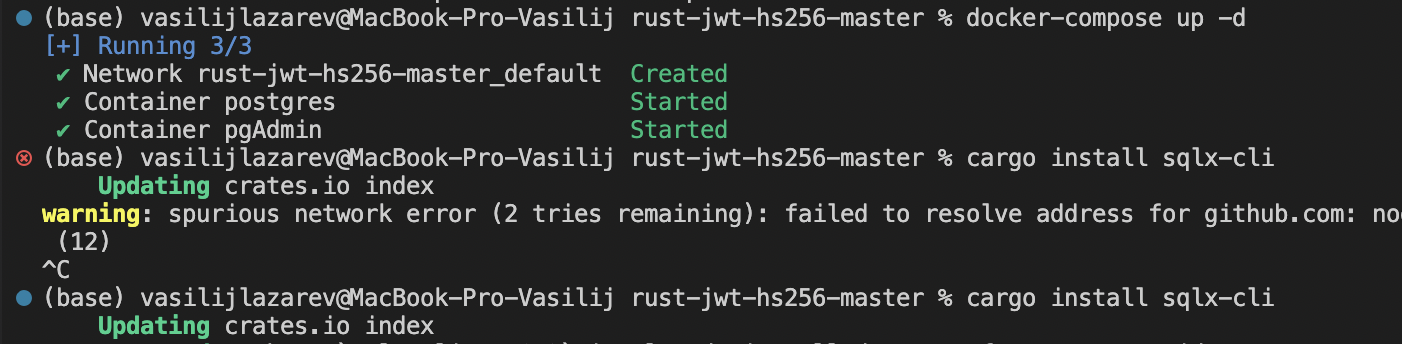 (base) vasilijlazarev@MacBook-Pro-Vasilij rust-jwt-hs256-master % docker-compose up -d
[+] Running 3/3
✔ Network rust-jwt-hs256-master_default Created
✔ Container postgres Started
✔ Container pgAdmin Started
(base) vasilijlazarev@MacBook-Pro-Vasilij rust-jwt-hs256-master % cargo install sqlx-cli
Updating crates.io index
warning: spurious network error (2 tries remaining): failed to resolve address for github.com:
(12)
^C
(base) vasilijlazarev@MacBook-Pro-Vasilij rust-jwt-hs256-master % cargo install sqlx-cli
Updating crates.io index